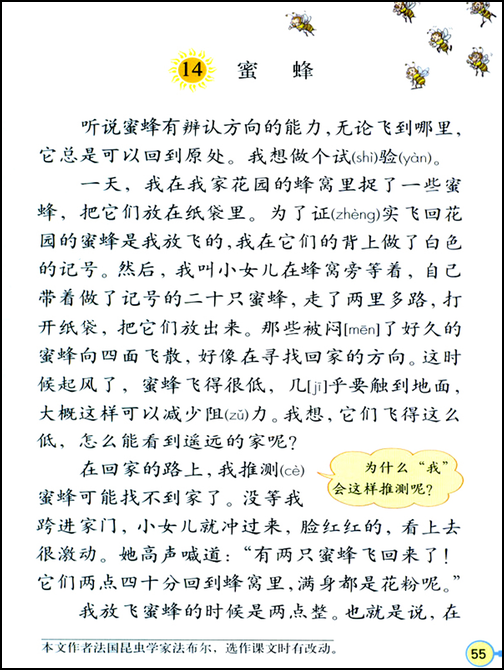 14 蜜 蜂
听说蜜蜂有辨认方向的能力，无论飞到哪里，
它总是可以回到原处。我想做个试(shì)验(yàn)。
一天，我在我家花园的蜂窝里捉了一些蜜
蜂，把它们放在纸袋里。为了证(zhèng)实飞回花
园的蜜蜂是我放飞的，我在它们的背上做了白色
的记号。然后，我叫小女儿在蜂窝旁等着，自己
带着做了记号的二十只蜜蜂，走了两里多路，打
开纸袋，把它们放出来。那些被闷[mēn]了好久的
蜜蜂向四面飞散，好像在寻找回家的方向。这时
候起风了，蜜蜂飞得很低，几[jī]乎要触到地面，
大概这样可以减少阻(zǔ)力。我想，它们飞得这么
低，怎么能看到遥远的家呢？
在回家的路上，我推测(cè)
蜜蜂可能找不到家了。没等我
跨进家门，小女儿就冲过来，脸红红的，看上去
很激动。她高声喊道：“有两只蜜蜂飞回来了！
它们两点四十分回到蜂窝里，满身都是花粉呢。”
我放飞蜜蜂的时候是两点整。也就是说，在
为什么“我”
会这样推测呢？
本文作者法国昆虫学家法布尔，选作课文时有改动。
55